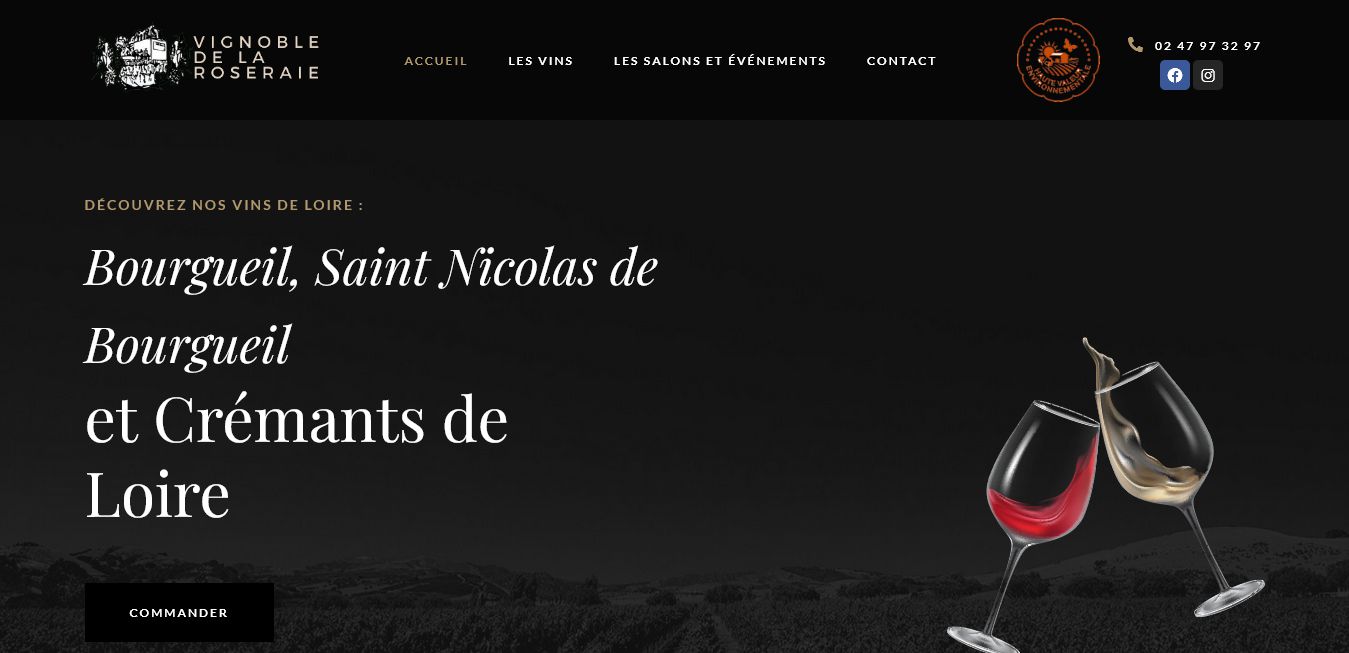 VIGNOBLE
DE LA
ROSERAIE
ACCUEIL
LES VINS
LES SALONS ET ÉVÉNEMENTS
CONTACT
HAUTE VALEUR
ENVIRONNEMENTALE
02 47 97 32 97
DÉCOUVREZ NOS VINS DE LOIRE :
Bourgueil, Saint Nicolas de
Bourgueil
et Crémants de
Loire
COMMANDER